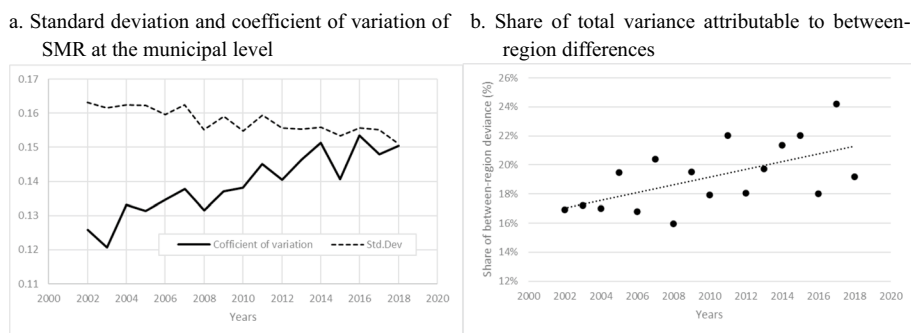 a. Standard deviation and coefficient of variation of
SMR at the municipal level
b. Share of total variance attributable to between-
region differences
0.17
0.16
0.15
0.14
0.13
0.12
0.11
Cofficient of variation
Std.Dev
2000 2002 2004 2006 2008 2010 2012 2014 2016 2018 2020
Years
Share of between-region deviance (%)
26%
24%
22%
20%
18%
16%
14%
12%
2000 2002 2004 2006 2008 2010 2012 2014 2016 2018 2020
Years